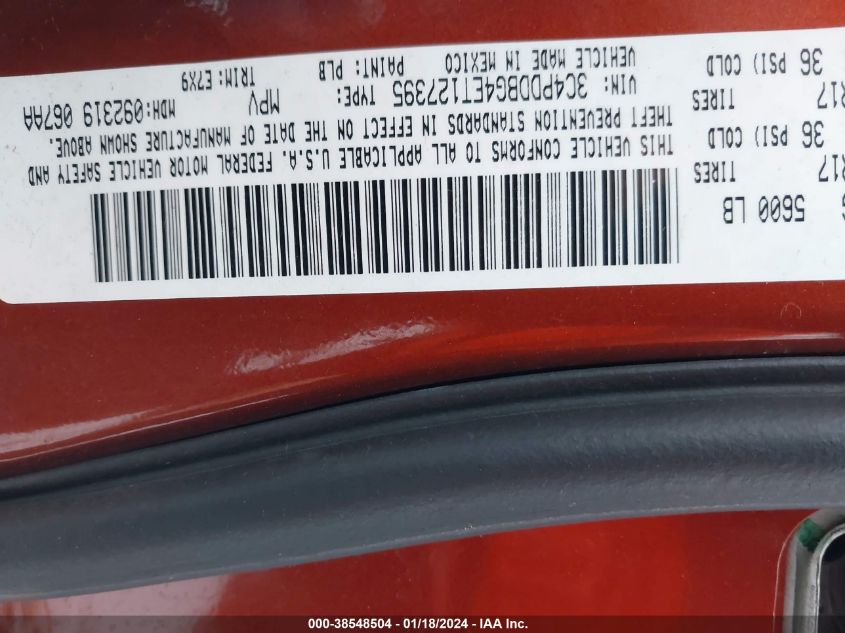 5600 LB
R17 TIRES
36 PSI) COLD
R17 TIRES
36 PSI) COLD
THIS VEHICLE CONFORMS TO ALL APPLICABLE U.S.A. FEDERAL MOTOR VEHICLE SAFETY AND
THEFT PREVENTION STANDARDS IN EFFECT ON THE DATE OF MANUFACTURE SHOWN ABOVE.
VIN: 3C4PDDBG4ET127395 TYPE: MPV MDH:092319 067AA
VEHICLE MADE IN MEXICO PAINT: PLB TRIM: E7X9
000-38548504 - 01/18/2024 - IAA Inc.